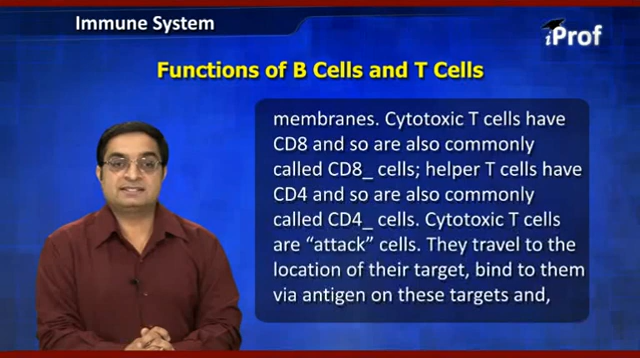 Immune System
iProf
Functions of B Cells and T Cells
membranes. Cytotoxic T cells have
CD8 and so are also commonly
called CD8_ cells; helper T cells have
CD4 and so are also commonly
called CD4_ cells. Cytotoxic T cells
are “attack” cells. They travel to the
location of their target, bind to them
via antigen on these targets and,